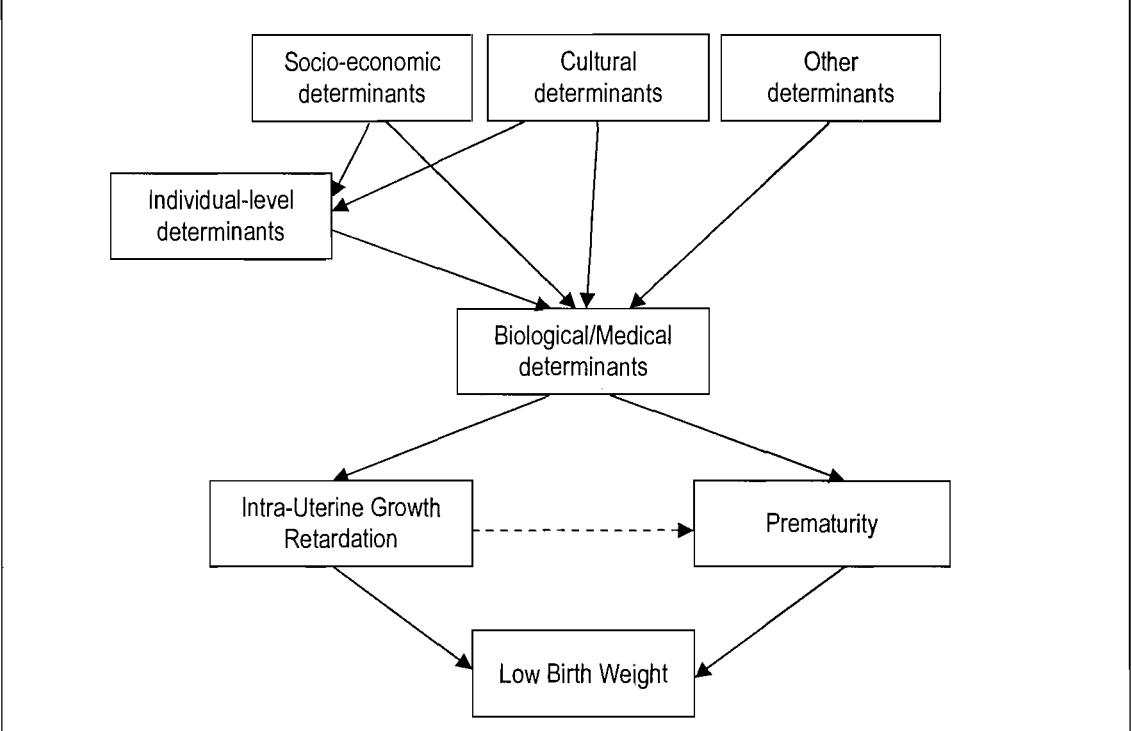 Socio-economic
determinants
Cultural
determinants
Other
determinants
Individual-level
determinants
Biological/Medical
determinants
Intra-Uterine Growth
Retardation
Prematurity
Low Birth Weight